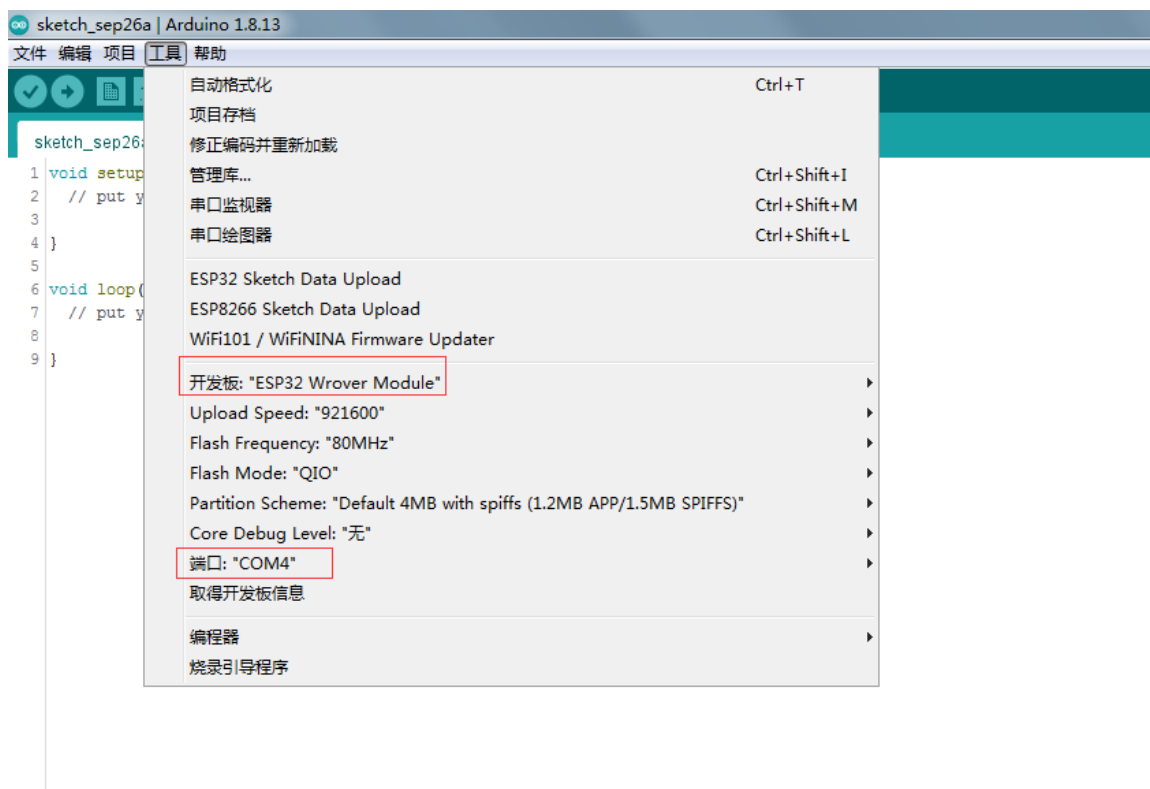 sketch_sep26a | Arduino 1.8.13
文件 编辑 项目 工具 帮助
自动格式化 Ctrl+T
项目存档
修正编码并重新加载
管理库... Ctrl+Shift+I
串口监视器 Ctrl+Shift+M
串口绘图器 Ctrl+Shift+L
ESP32 Sketch Data Upload
ESP8266 Sketch Data Upload
WiFi101 / WiFiNINA Firmware Updater
开发板: "ESP32 Wrover Module"
Upload Speed: "921600"
Flash Frequency: "80MHz"
Flash Mode: "QIO"
Partition Scheme: "Default 4MB with spiffs (1.2MB APP/1.5MB SPIFFS)"
Core Debug Level: "无"
端口: "COM4"
取得开发板信息
编程器
烧录引导程序
sketch_sep26a
1 void setup
2 // put y
3
4 }
5
6 void loop(
7 // put y
8
9 }